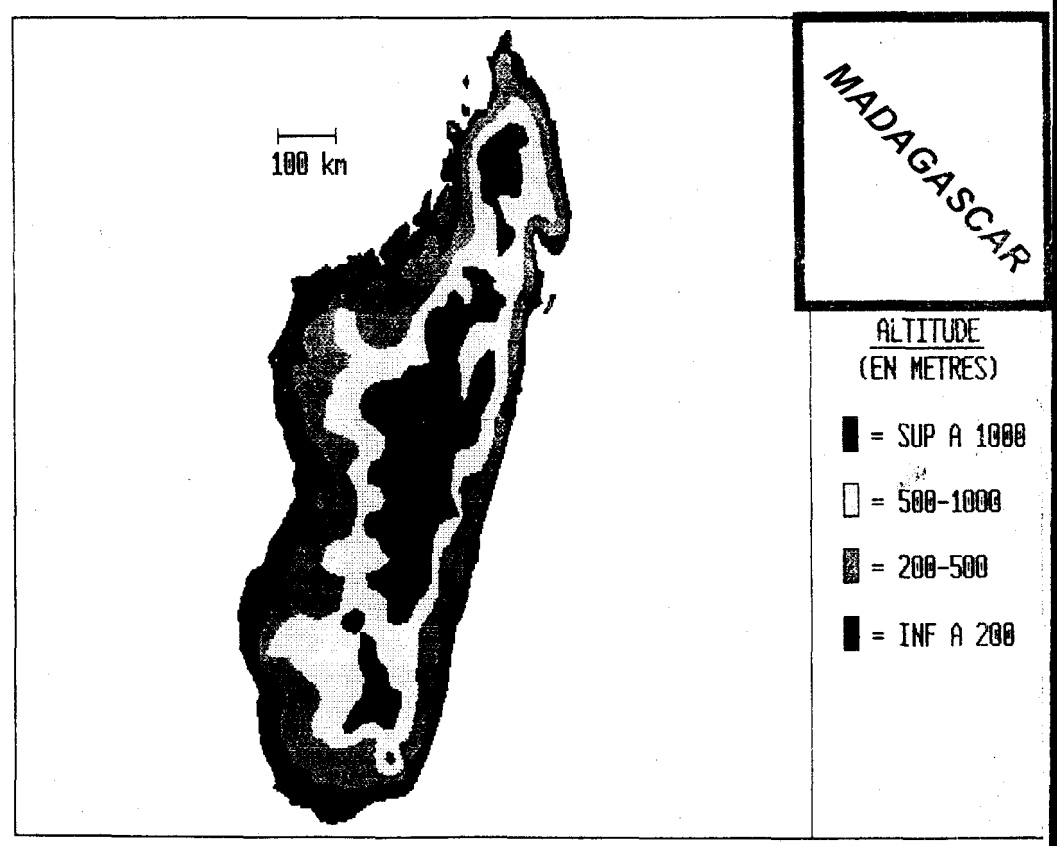 MADAGASCAR
100 km
ALTITUDE
(EN METRES)
= SUP A 1000
= 500-1000
= 200-500
= INF A 200